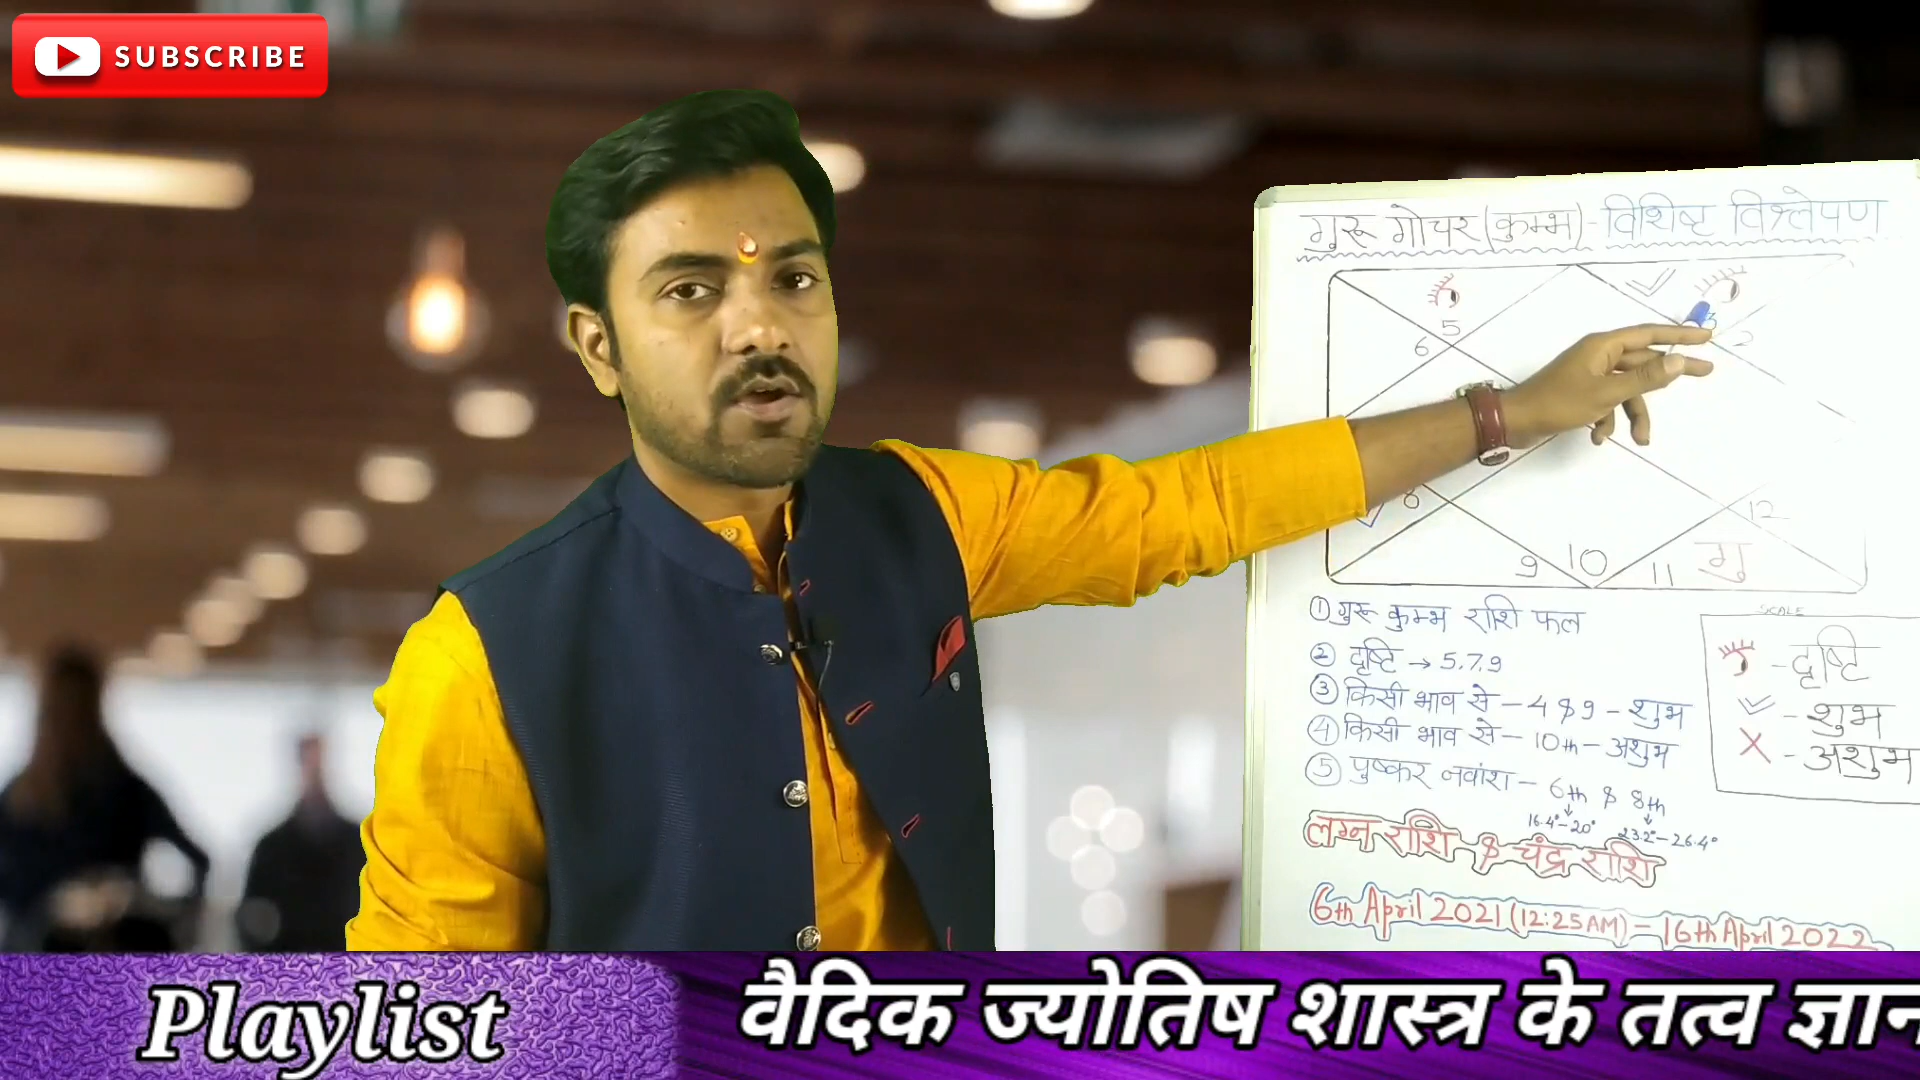 SUBSCRIBE
गुरू गोचर (कुम्भ) - विशिष्ट विश्लेषण
5
3
6
2
8
12
गु
9
10
11
① गुरू कुम्भ राशि फल
② दृष्टि → 5,7,9
③ किसी भाव से - 4 & 9 - शुभ
④ किसी भाव से - 10th - अशुभ
⑤ पुष्कर नवांश - 6th & 8th
16.4° - 20° 23.2° - 26.4°
SCALE
- दृष्टि
- शुभ
X - अशुभ
लग्न राशि & चंद्र राशि
6th April 2021 (12:25AM) - 16th April 2022
Playlist
वैदिक ज्योतिष शास्त्र के तत्व ज्ञान